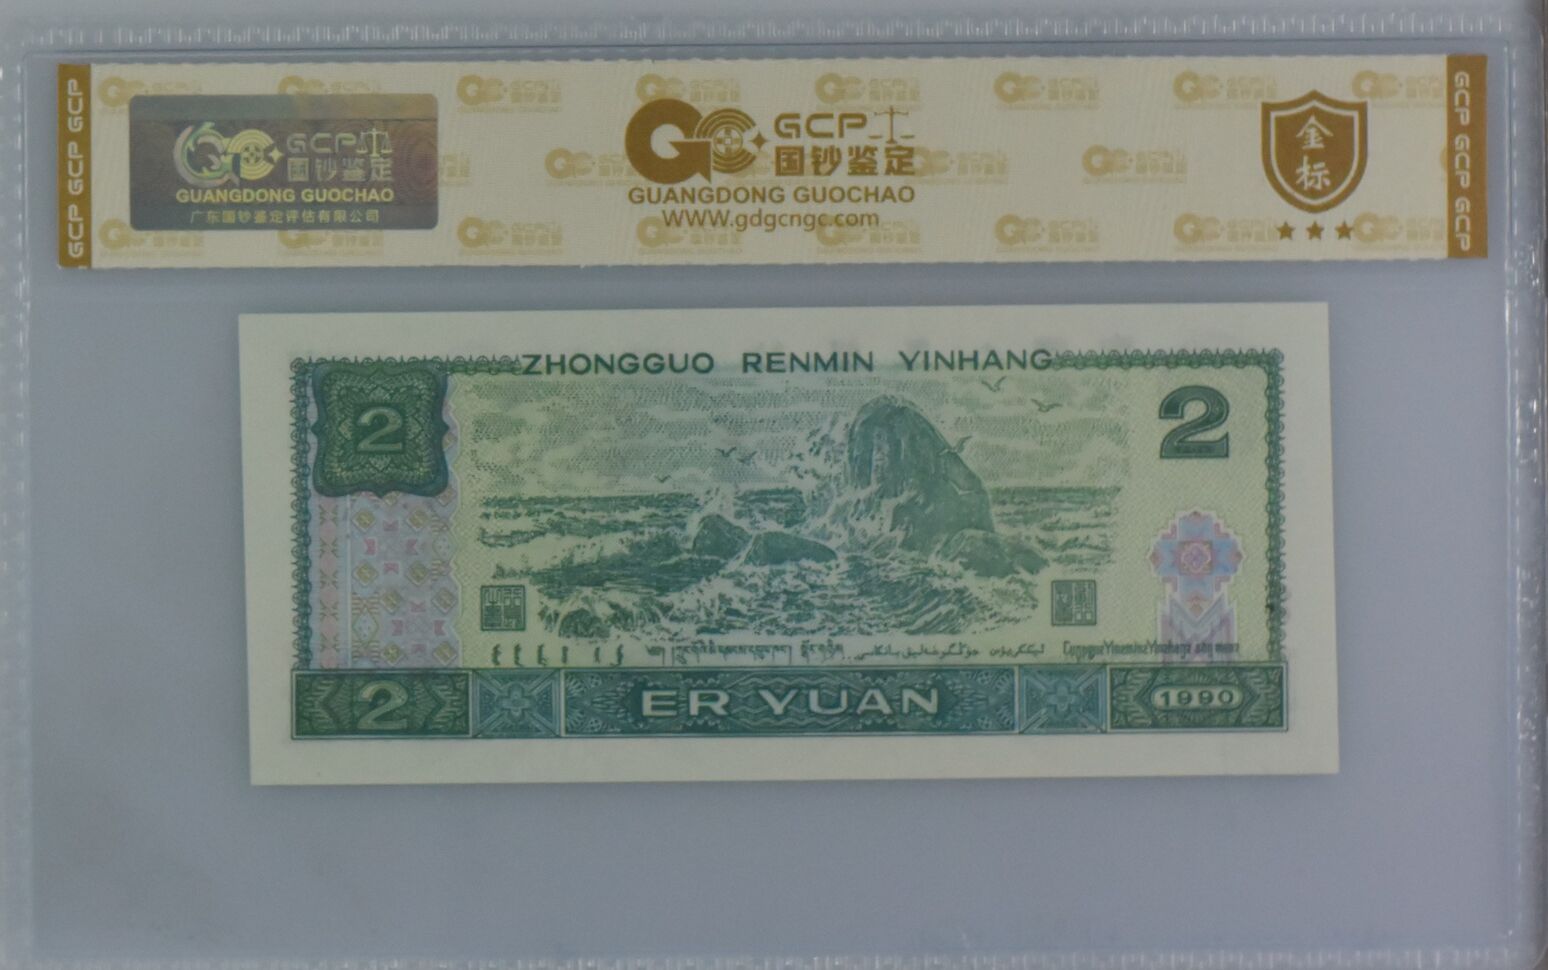 GCP GCP GCP
GCP 国钞鉴定
GUANGDONG GUOCHAO
广东国钞鉴定评估有限公司
GCP
国钞鉴定
GUANGDONG GUOCHAO
WWW.gdgcngc.com
金标
GCP GCP GCP
ZHONGGUO RENMIN YINHANG
2
2
2
ER YUAN
1990